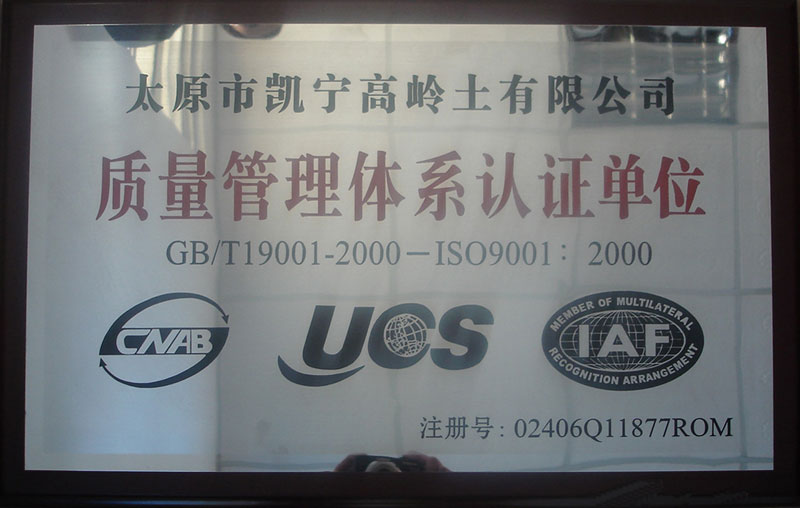 太原市凯宁高岭土有限公司
质量管理体系认证单位
GB/T19001-2000-ISO9001: 2000
CNAB
UCS
MEMBER OF MULTILATERAL
IAF
RECOGNITION ARRANGEMENT
注册号: 02406Q11877ROM